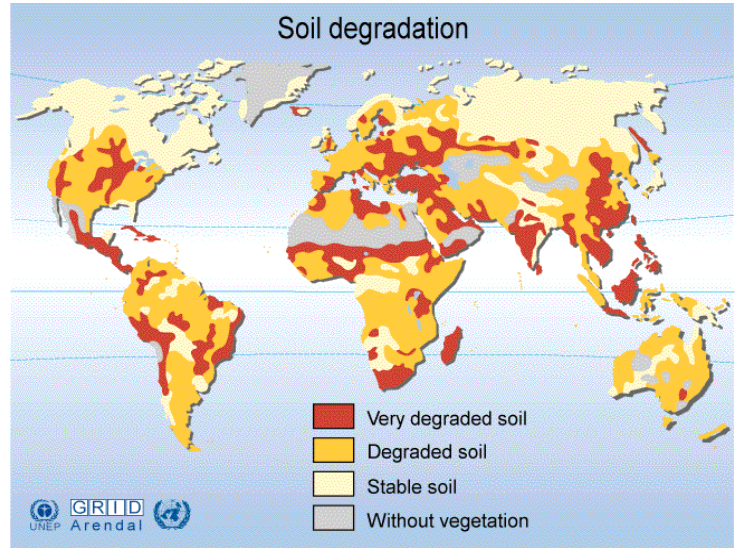 Soil degradation
Very degraded soil
Degraded soil
Stable soil
Without vegetation
UNEP
GRID
Arendal